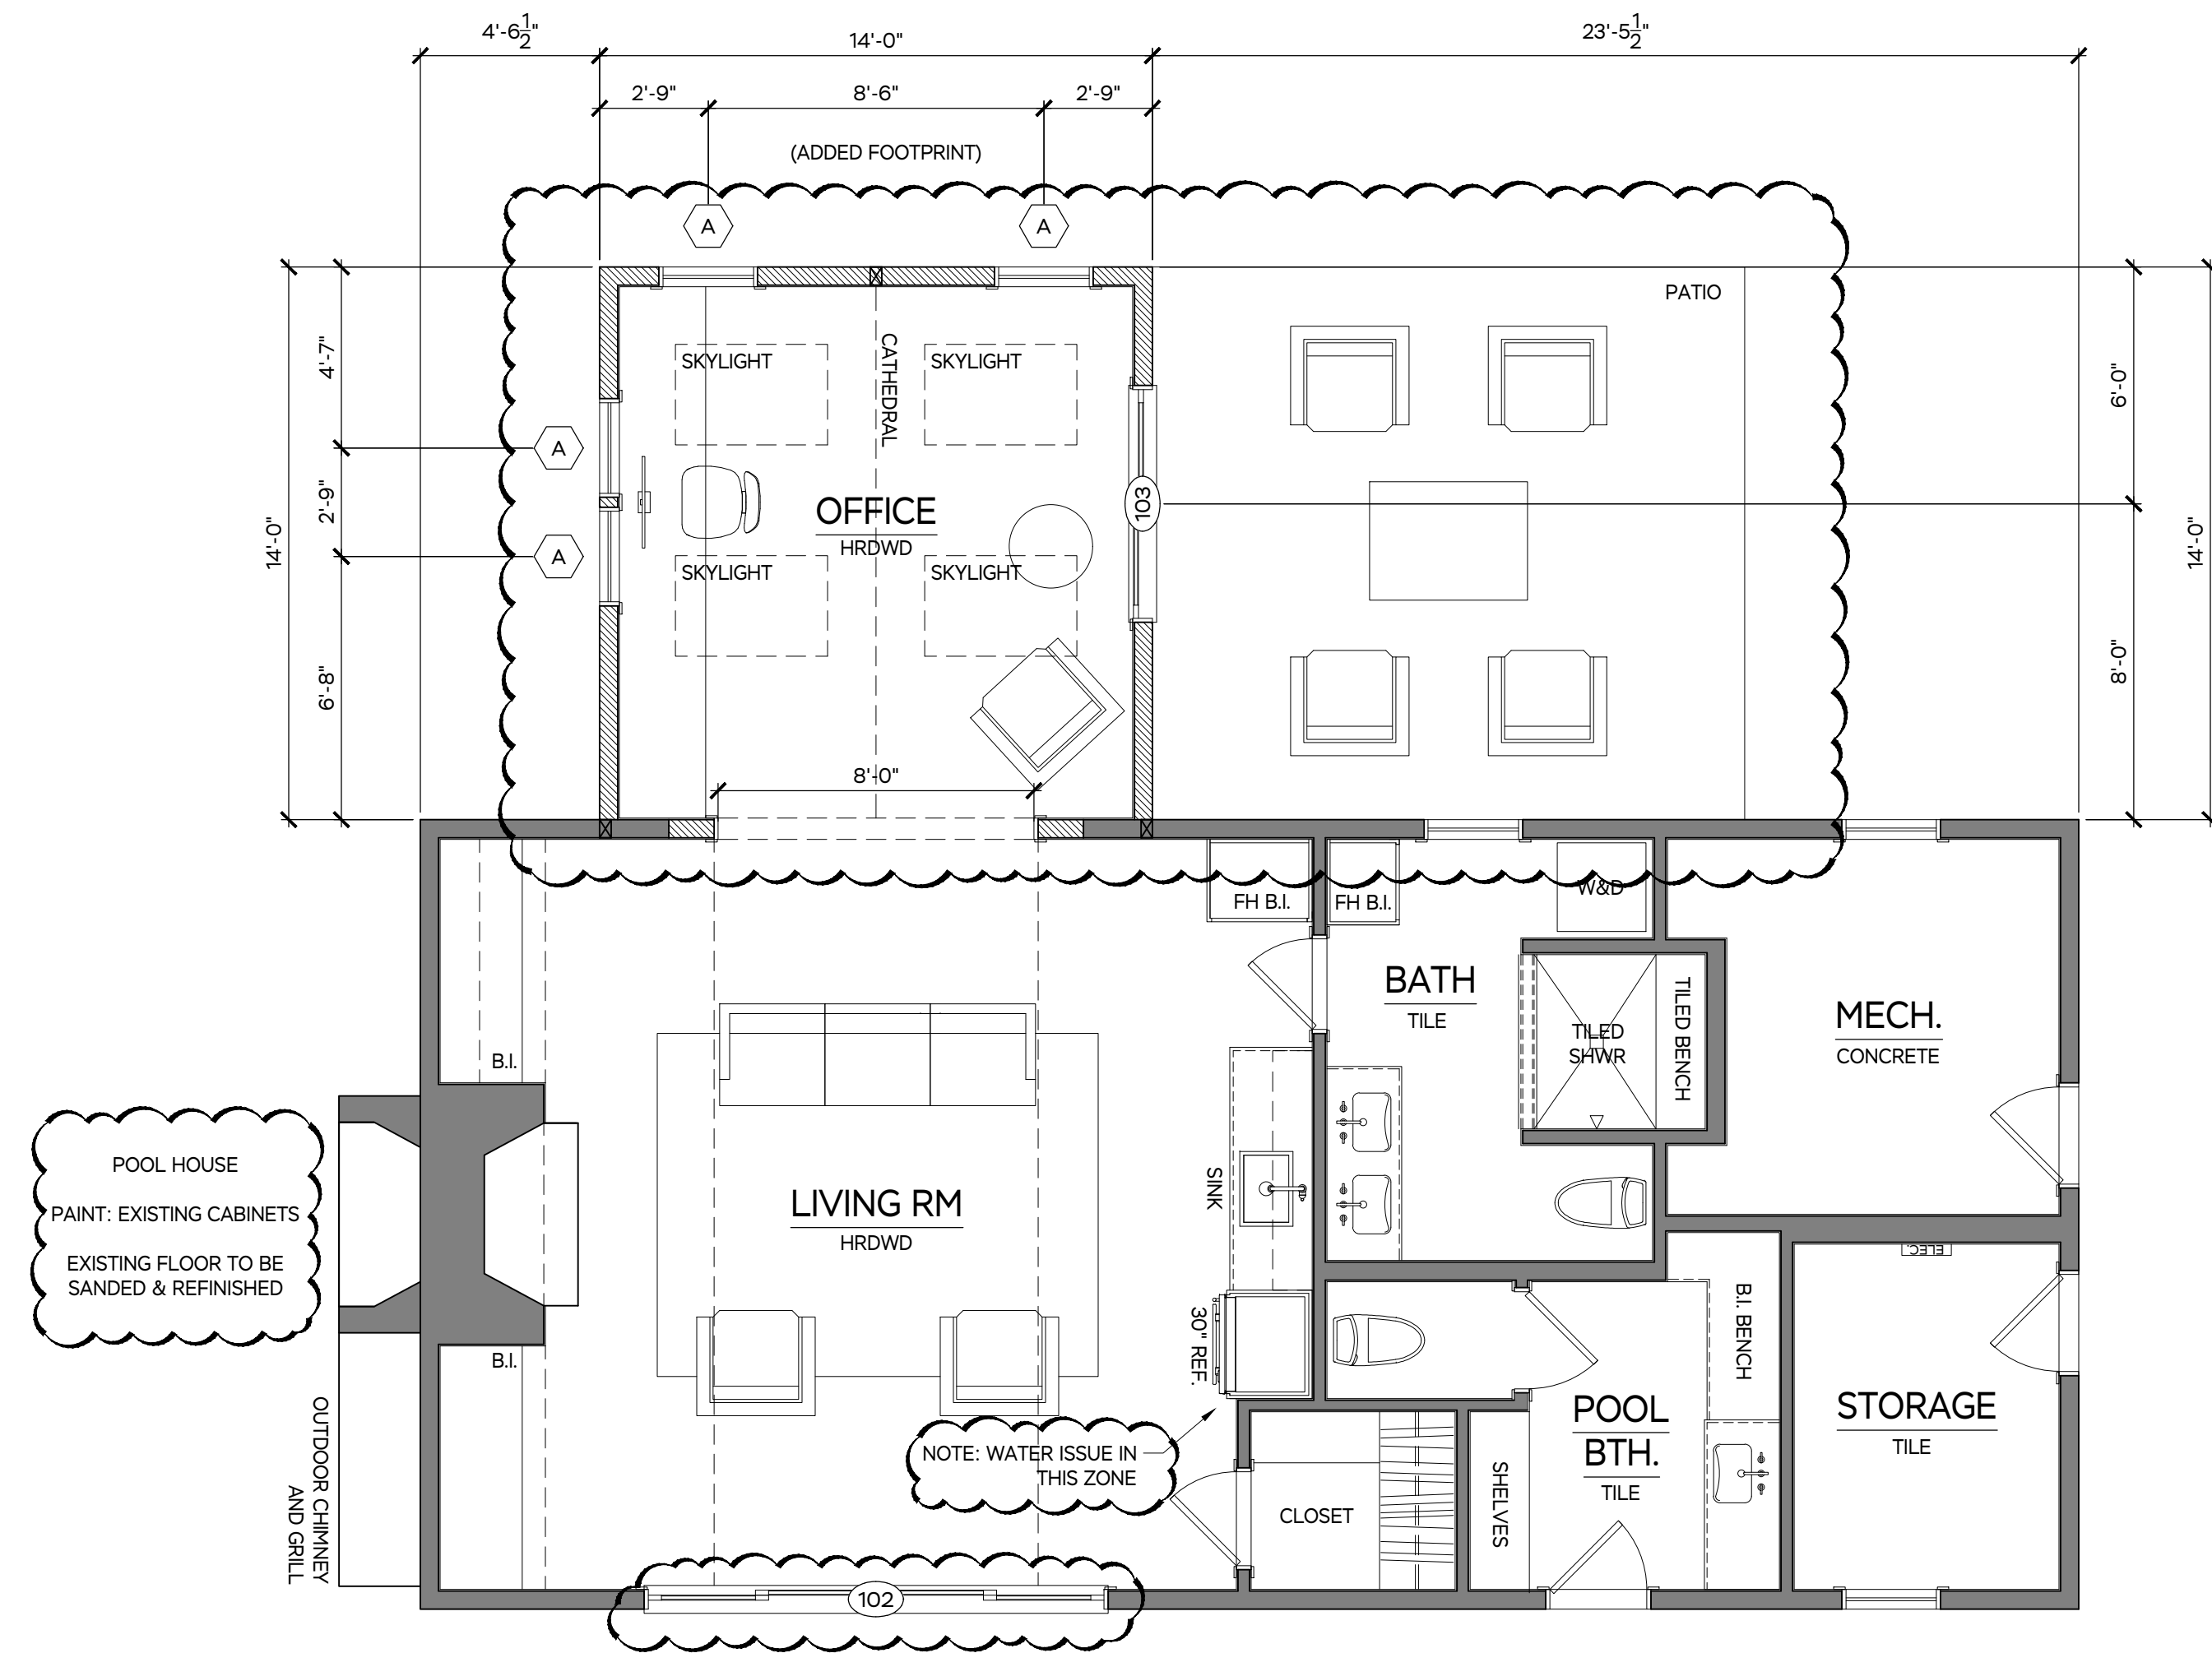 4'-6 1/2"
14'-0"
23'-5 1/2"
2'-9"
8'-6"
2'-9"
(ADDED FOOTPRINT)
A
A
PATIO
4'-7"
SKYLIGHT
CATHEDRAL
SKYLIGHT
6'-0"
A
2'-9"
OFFICE
HRDWD
103
14'-0"
14'-0"
A
SKYLIGHT
SKYLIGHT
6'-8"
8'-0"
8'-0"
FH B.I.
FH B.I.
W&D
BATH
TILE
TILED
SHWR
TILED BENCH
MECH.
CONCRETE
B.I.
POOL HOUSE
PAINT: EXISTING CABINETS
EXISTING FLOOR TO BE
SANDED & REFINISHED
LIVING RM
HRDWD
SINK
ELEC.
30" REF.
B.I. BENCH
B.I.
OUTDOOR CHIMNEY
AND GRILL
POOL
BTH.
TILE
STORAGE
TILE
NOTE: WATER ISSUE IN
THIS ZONE
CLOSET
SHELVES
102